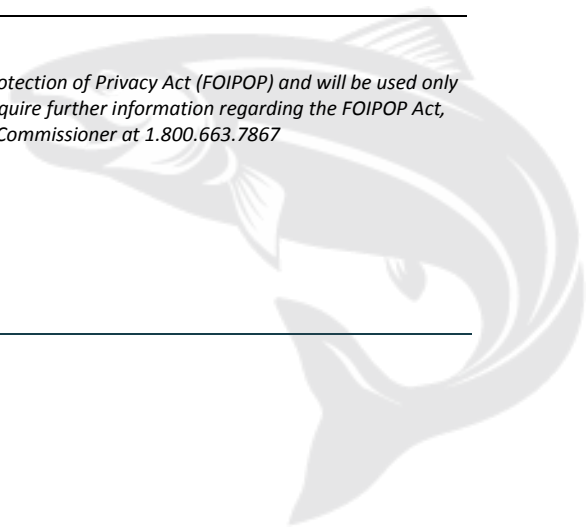 otection of Privacy Act (FOIPOP) and will be used only
quire further information regarding the FOIPOP Act,
Commissioner at 1.800.663.7867